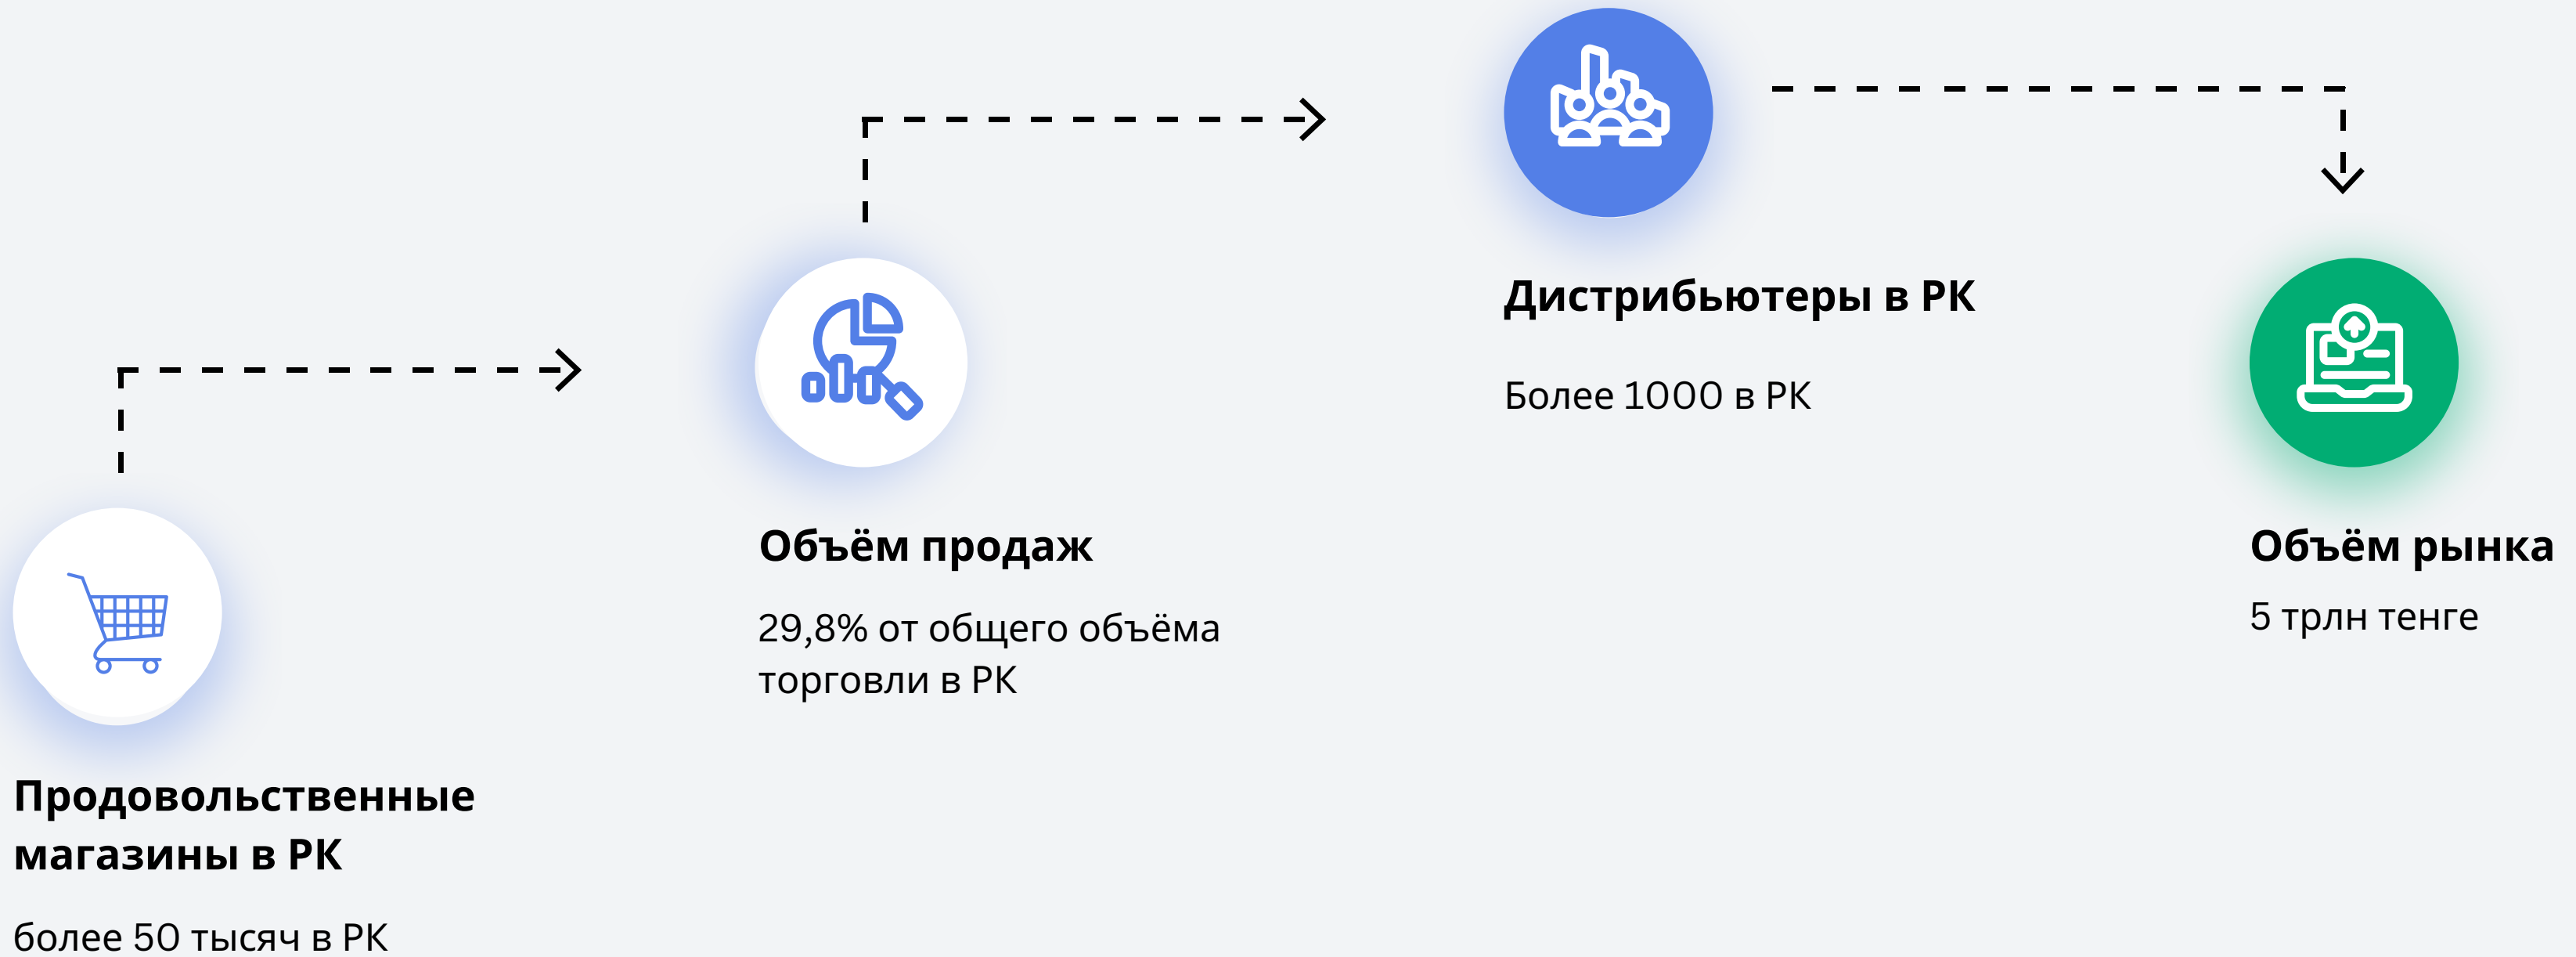 Продовольственные
магазины в РК
более 50 тысяч в РК
Объём продаж
29,8% от общего объёма
торговли в РК
Дистрибьютеры в РК
Более 1000 в РК
Объём рынка
5 трлн тенге